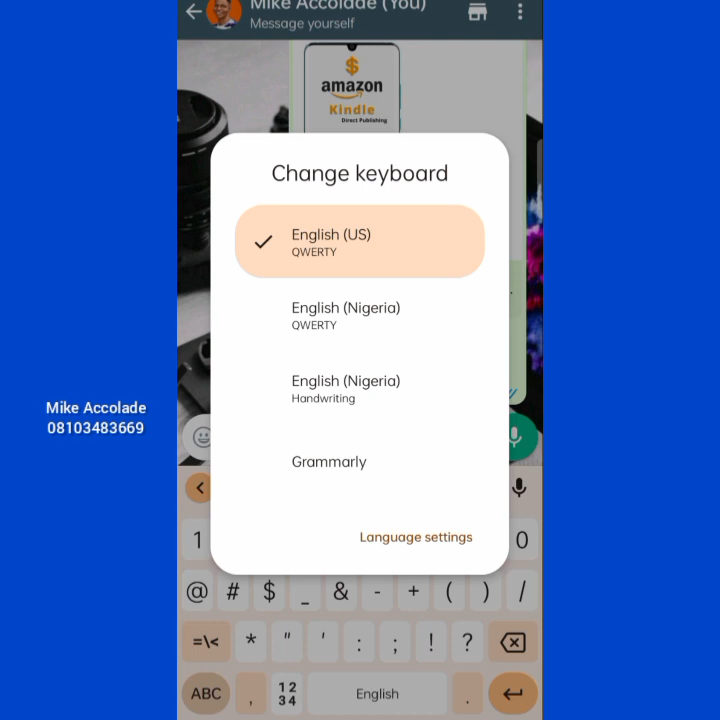 Mike Accolade (You)
Message yourself
$
amazon
Kindle
Direct Publishing
Change keyboard
English (US)
QWERTY
English (Nigeria)
QWERTY
English (Nigeria)
Handwriting
Grammarly
Language settings
Mike Accolade
08103483669
1 0
@ # $ _ & - + ( ) /
=\< * " ' : ; ! ?
ABC , 12 34 English .